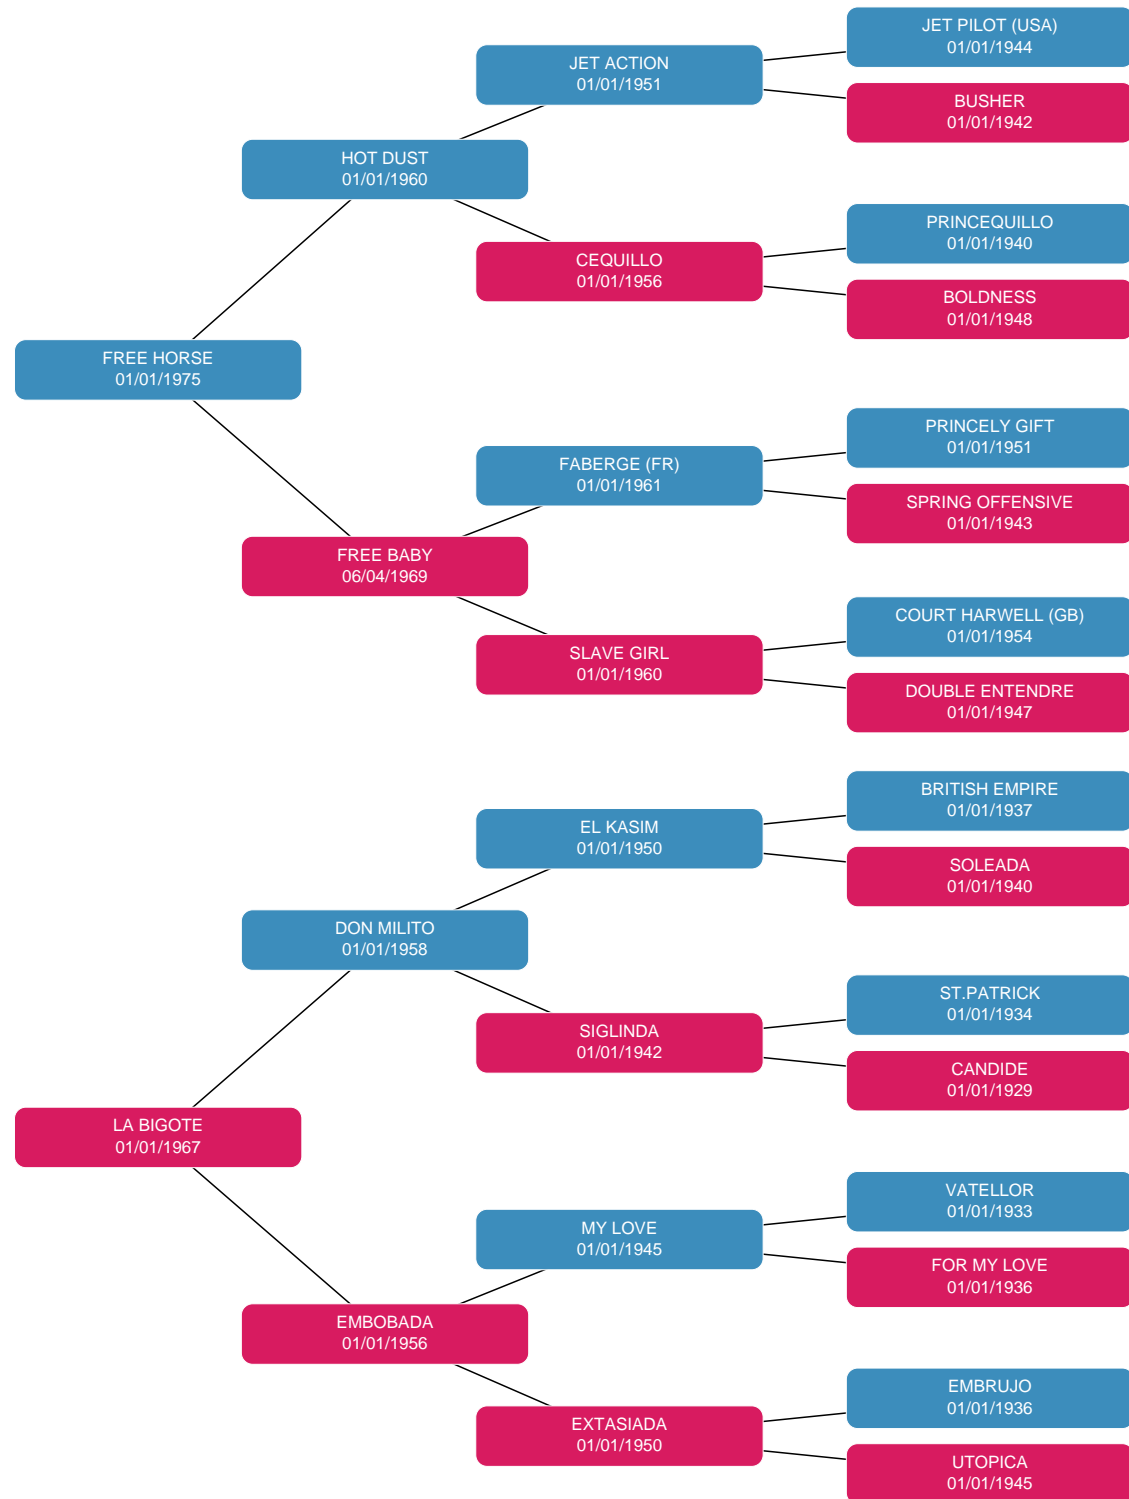 JET PILOT (USA)
01/01/1944
JET ACTION
01/01/1951
BUSHER
01/01/1942
HOT DUST
01/01/1960
PRINCEQUILLO
01/01/1940
CEQUILLO
01/01/1956
BOLDNESS
01/01/1948
FREE HORSE
01/01/1975
PRINCELY GIFT
01/01/1951
FABERGE (FR)
01/01/1961
SPRING OFFENSIVE
01/01/1943
FREE BABY
06/04/1969
COURT HARWELL (GB)
01/01/1954
SLAVE GIRL
01/01/1960
DOUBLE ENTENDRE
01/01/1947
BRITISH EMPIRE
01/01/1937
EL KASIM
01/01/1950
SOLEADA
01/01/1940
DON MILITO
01/01/1958
ST.PATRICK
01/01/1934
SIGLINDA
01/01/1942
CANDIDE
01/01/1929
LA BIGOTE
01/01/1967
VATELLOR
01/01/1933
MY LOVE
01/01/1945
FOR MY LOVE
01/01/1936
EMBOBADA
01/01/1956
EMBRUJO
01/01/1936
EXTASIADA
01/01/1950
UTOPICA
01/01/1945